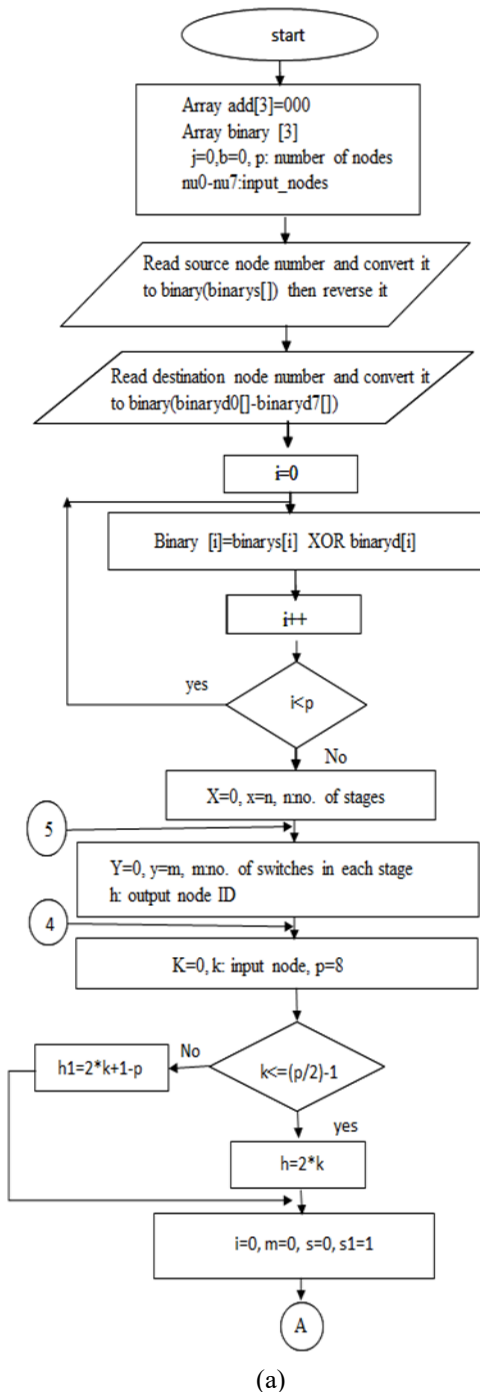 start
Array add[3]=000
Array binary [3]
j=0,b=0, p: number of nodes
nu0-nu7:input_nodes
Read source node number and convert it
to binary(binarys[]) then reverse it
Read destination node number and convert it
to binary(binaryd0[]-binaryd7[])
i=0
Binary [i]=binarys[i] XOR binaryd[i]
i++
yes
i<p
No
X=0, x=n, n:no. of stages
5
Y=0, y=m, m:no. of switches in each stage
h: output node ID
4
K=0, k: input node, p=8
No
h1=2*k+1-p
k<=(p/2)-1
yes
h=2*k
i=0, m=0, s=0, s1=1
A
(a)